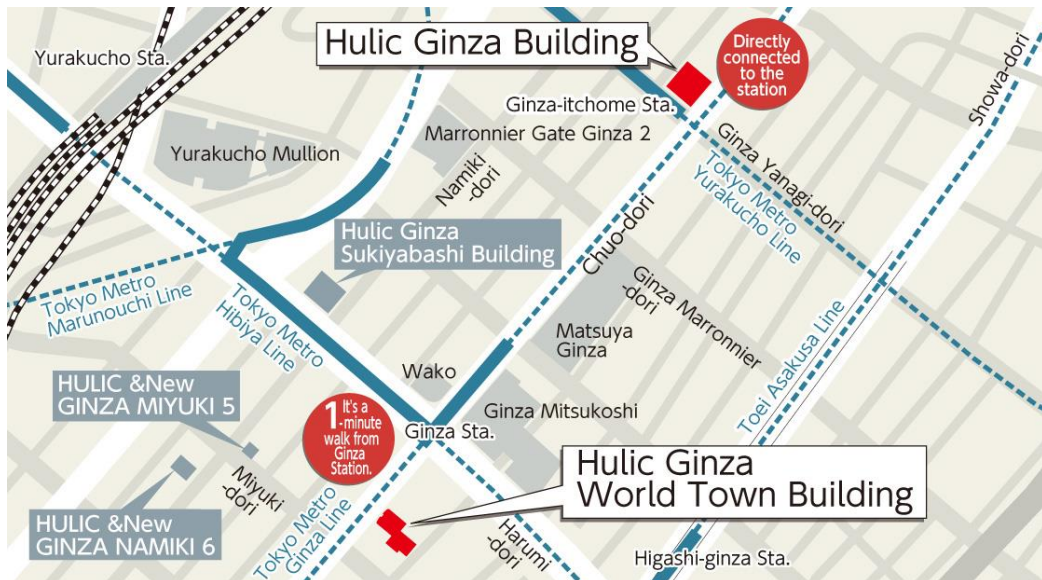 Hulic Ginza Building
Directly
connected
to the
station
Yurakucho Sta.
Showa-dori
Ginza-itchome Sta.
Marronnier Gate Ginza 2
Yurakucho Mullion
Namiki
-dori
Ginza Yanagi-dori
Tokyo Metro
Yurakucho Line
Chuo-dori
Hulic Ginza
Sukiyabashi Building
Tokyo Metro
Marunouchi Line
Tokyo Metro
Hibiya Line
Ginza Marronnier
-dori
Matsuya
Ginza
Toei Asakusa Line
Wako
HULIC &New
GINZA MIYUKI 5
1 It's a
-minute
walk from
Ginza
Station.
Ginza Mitsukoshi
Ginza Sta.
Hulic Ginza
World Town Building
Miyuki
-dori
HULIC &New
GINZA NAMIKI 6
Tokyo Metro
Ginza Line
Harumi
-dori
Higashi-ginza Sta.